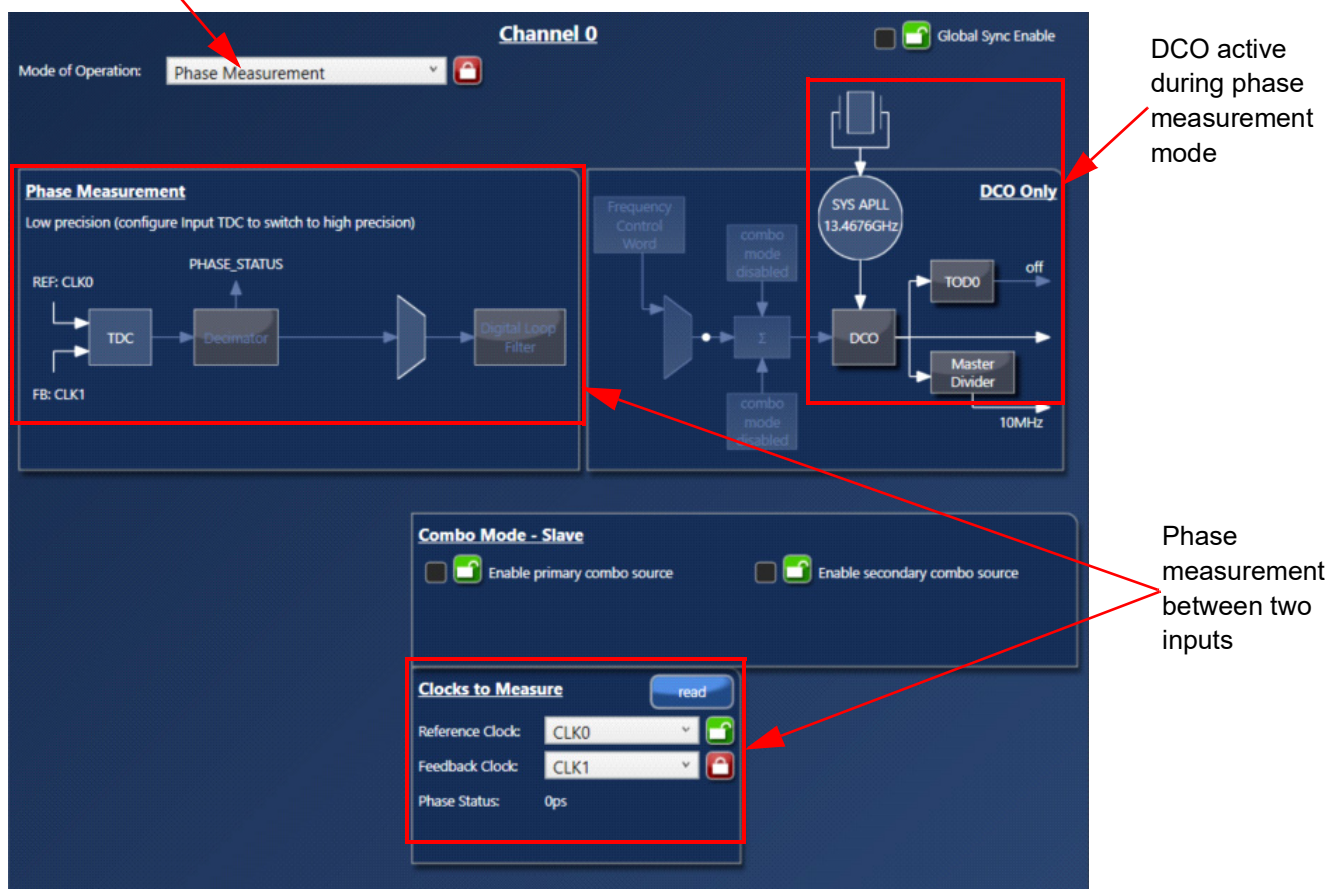 Channel 0
Global Sync Enable
Mode of Operation:
Phase Measurement
DCO active
during phase
measurement
mode
Phase Measurement
Low precision (configure Input TDC to switch to high precision)
PHASE_STATUS
REF: CLK0
TDC
Decimator
Digital Loop
Filter
FB: CLK1
DCO Only
Frequency
Control
Word
combo
mode
disabled
Σ
combo
mode
disabled
SYS APLL
13.4676GHz
DCO
TOD0
off
Master
Divider
10MHz
Combo Mode - Slave
Enable primary combo source
Enable secondary combo source
Phase
measurement
between two
inputs
Clocks to Measure
read
Reference Clock:
CLK0
Feedback Clock:
CLK1
Phase Status:
0ps